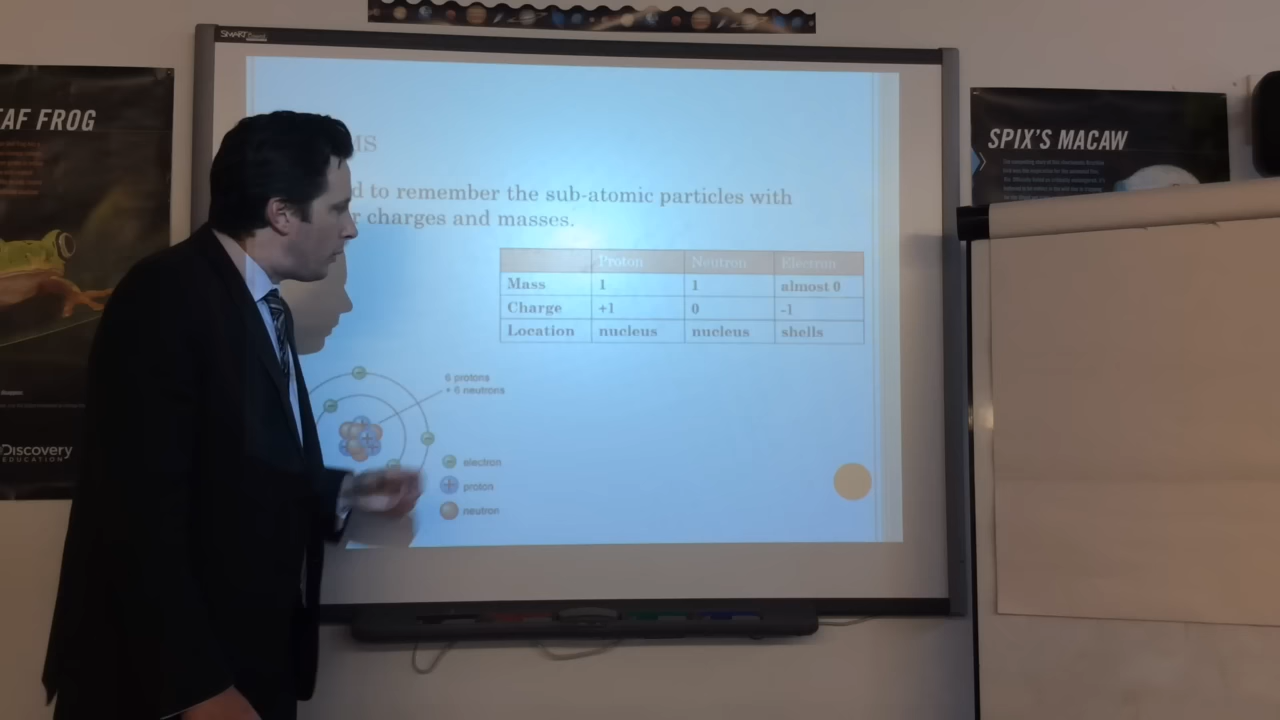 SMART
AF FROG
SPIX'S MACAW
MS
d to remember the sub-atomic particles with
r charges and masses.
Proton Neutron Electron
Mass 1 1 almost 0
Charge +1 0 -1
Location nucleus nucleus shells
6 protons
+ 6 neutrons
electron
proton
neutron
Discovery
EDUCATION